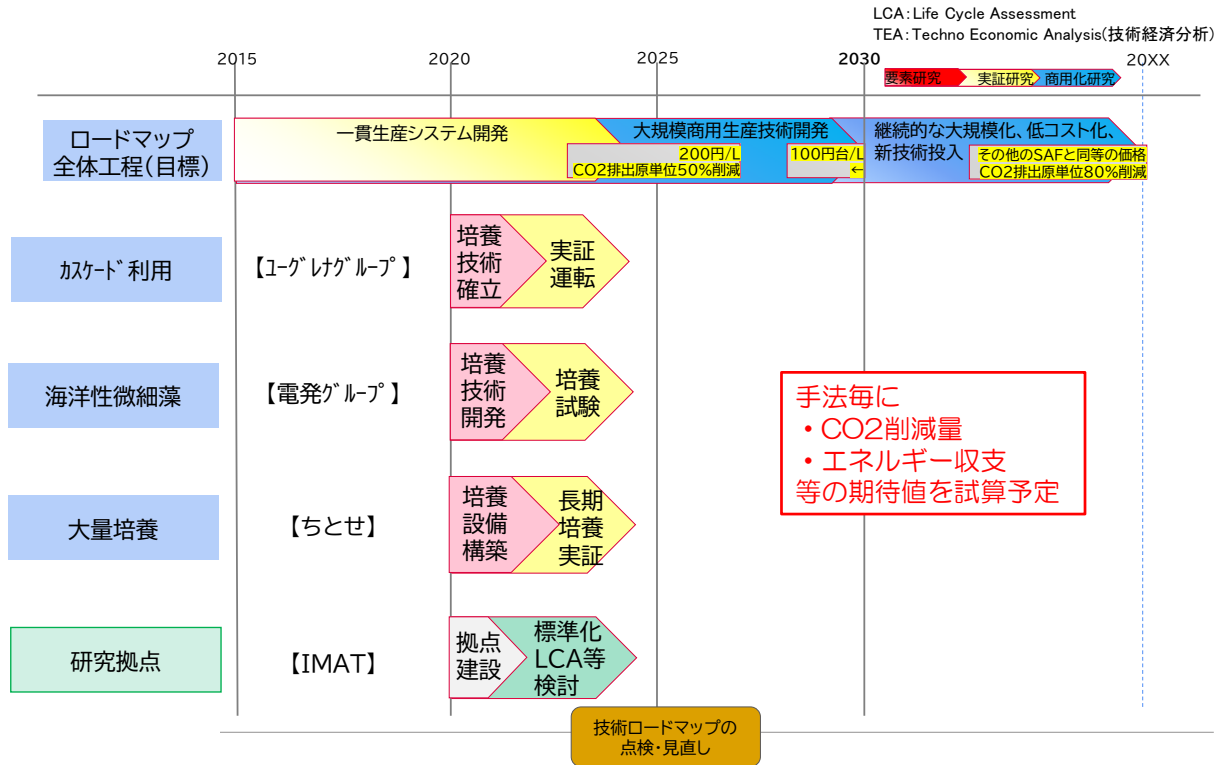 LCA：Life Cycle Assessment
TEA：Techno Economic Analysis(技術経済分析)
2015
2020
2025
2030
20XX
要素研究
実証研究
商用化研究
ロードマップ
全体工程(目標)
一貫生産システム開発
大規模商用生産技術開発
継続的な大規模化、低コスト化、
新技術投入
200円/L
CO2排出原単位50%削減
100円台/L
←
その他のSAFと同等の価格
CO2排出原単位80%削減
ｶｽｹｰﾄﾞ利用
【ﾕｰｸﾞﾚﾅｸﾞﾙｰﾌﾟ】
培養
技術
確立
実証
運転
海洋性微細藻
【電発ｸﾞﾙｰﾌﾟ】
培養
技術
開発
培養
試験
手法毎に
・CO2削減量
・エネルギー収支
等の期待値を試算予定
大量培養
【ちとせ】
培養
設備
構築
長期
培養
実証
研究拠点
【IMAT】
拠点
建設
標準化
LCA等
検討
技術ロードマップの
点検・見直し